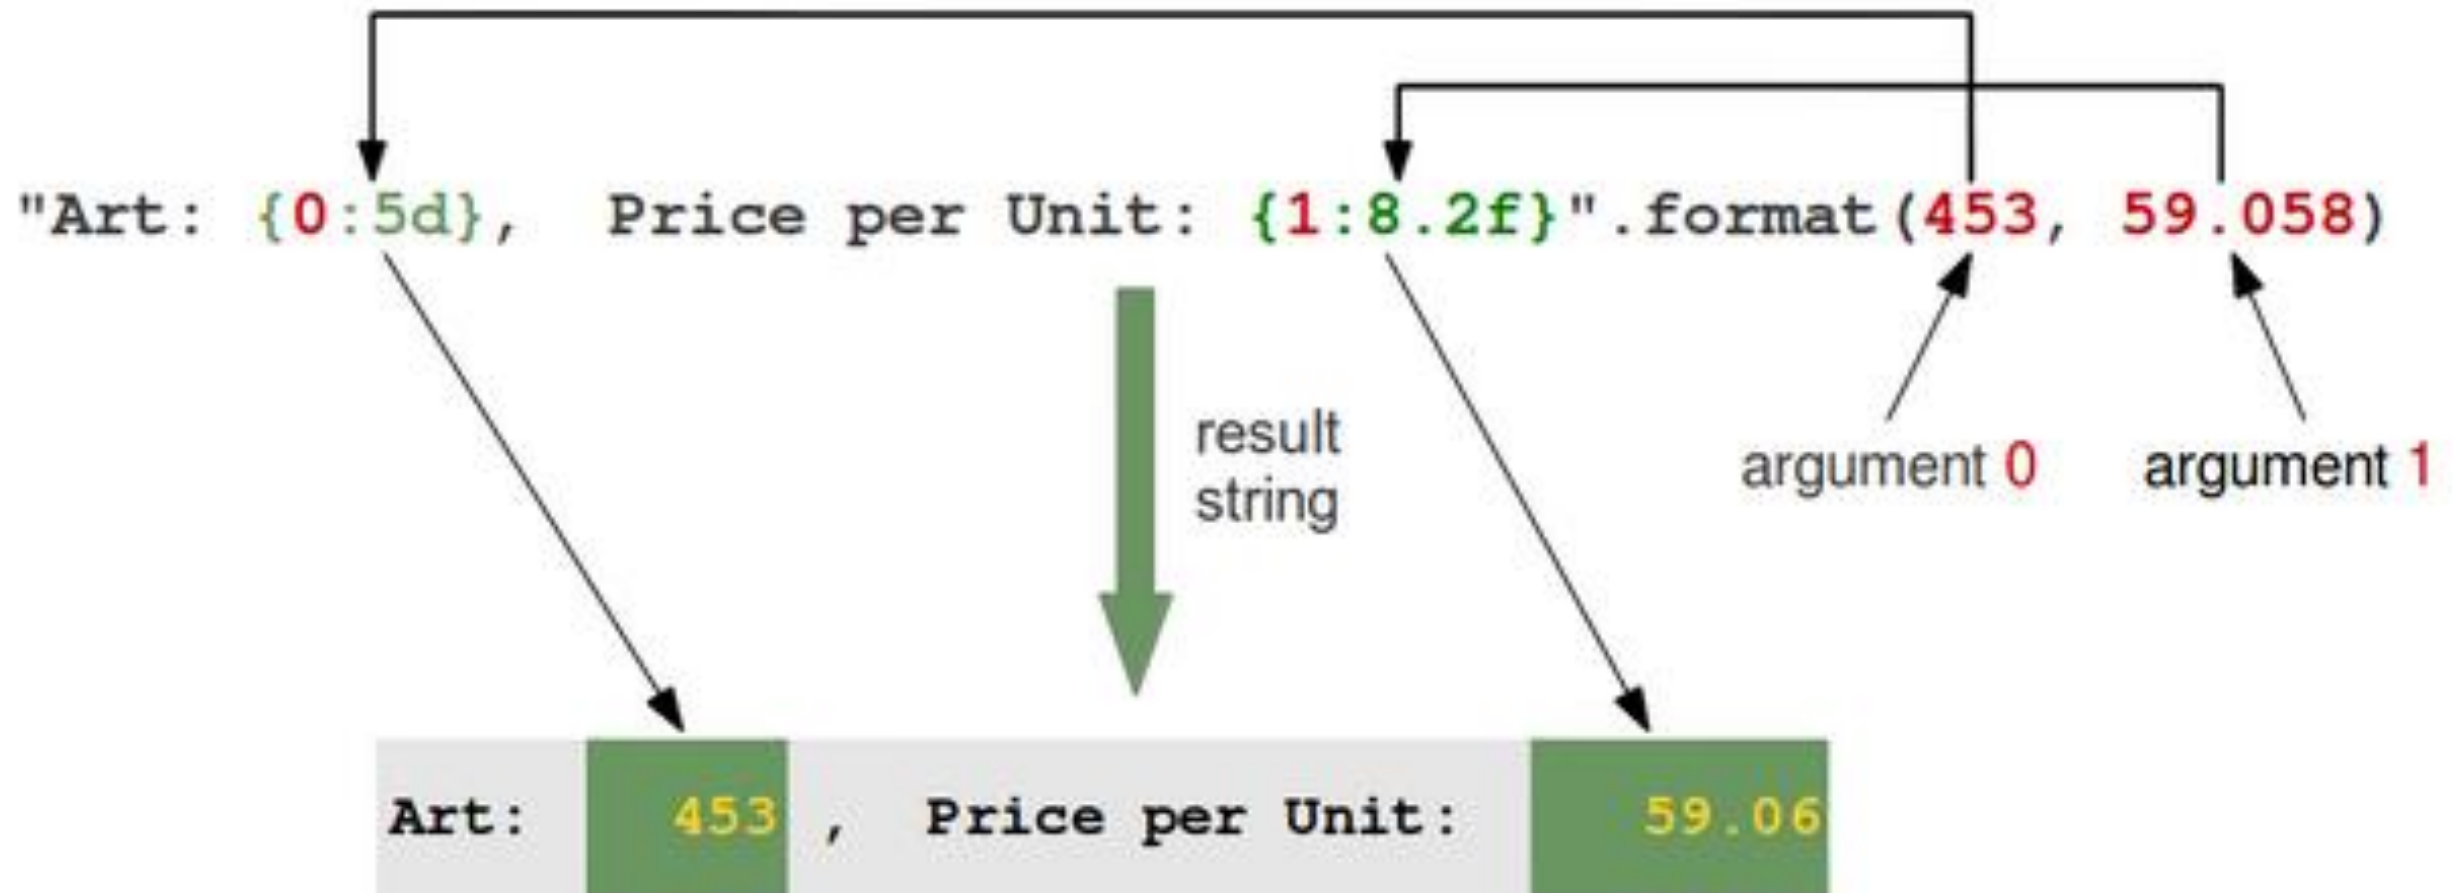 "Art: {0:5d}, Price per Unit: {1:8.2f}".format(453, 59.058)
result
string
argument 0 argument 1
Art: 453 , Price per Unit: 59.06